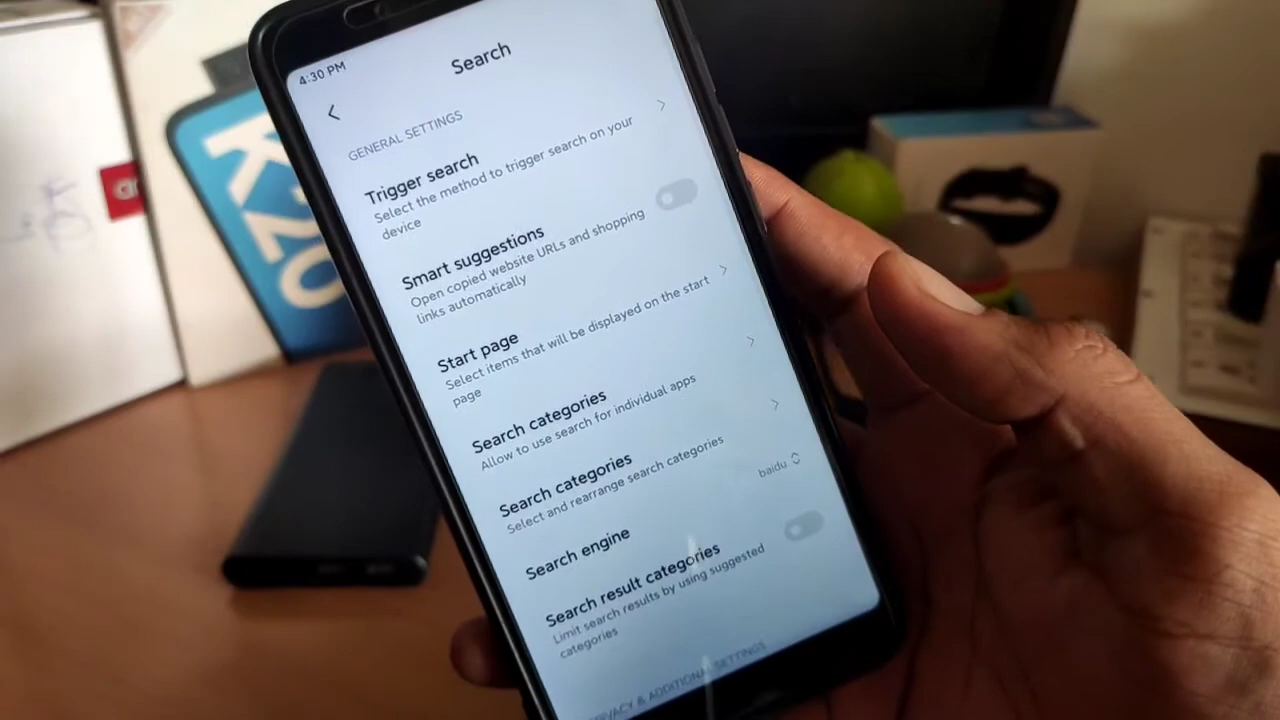 4:30 PM
Search
GENERAL SETTINGS
Trigger search
Select the method to trigger search on your
device
Smart suggestions
Open copied website URLs and shopping
links automatically
Start page
Select items that will be displayed on the start
page
Search categories
Allow to use search for individual apps
Search categories
Select and rearrange search categories
Search engine
baidu
Search result categories
Limit search results by using suggested
categories
PRIVACY & ADDITIONAL SETTINGS
K20